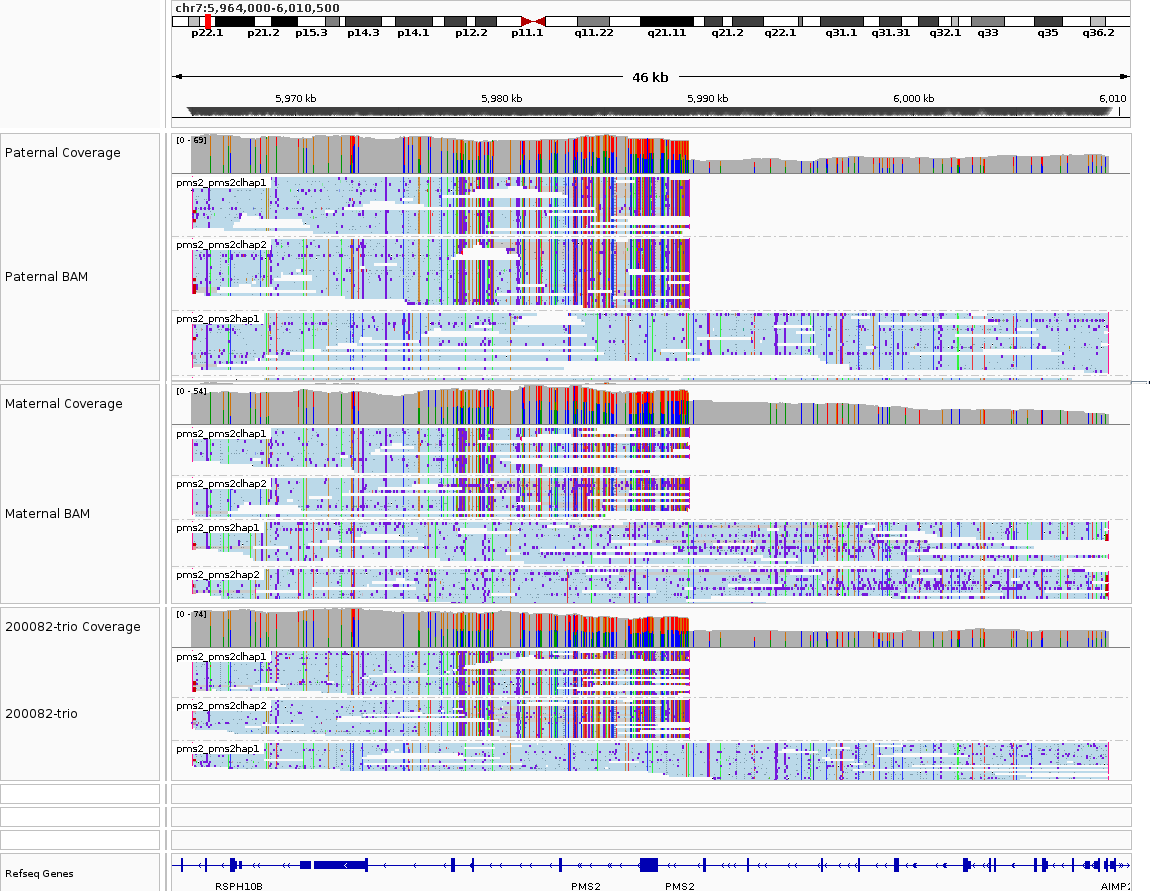 chr7:5,964,000-6,010,500
p22.1 p21.2 p15.3 p14.3 p14.1 p12.2 p11.1 q11.22 q21.11 q21.2 q22.1 q31.1 q31.31 q32.1 q33 q35 q36.2
46 kb
5,970 kb 5,980 kb 5,990 kb 6,000 kb 6,010
Paternal Coverage
[0 - 69]
pms2_pms2clhap1
pms2_pms2clhap2
Paternal BAM
pms2_pms2hap1
Maternal Coverage
[0 - 54]
pms2_pms2clhap1
pms2_pms2clhap2
Maternal BAM
pms2_pms2hap1
pms2_pms2hap2
200082-trio Coverage
[0 - 74]
pms2_pms2clhap1
pms2_pms2clhap2
200082-trio
pms2_pms2hap1
Refseq Genes
RSPH10B PMS2 PMS2 AIMP2